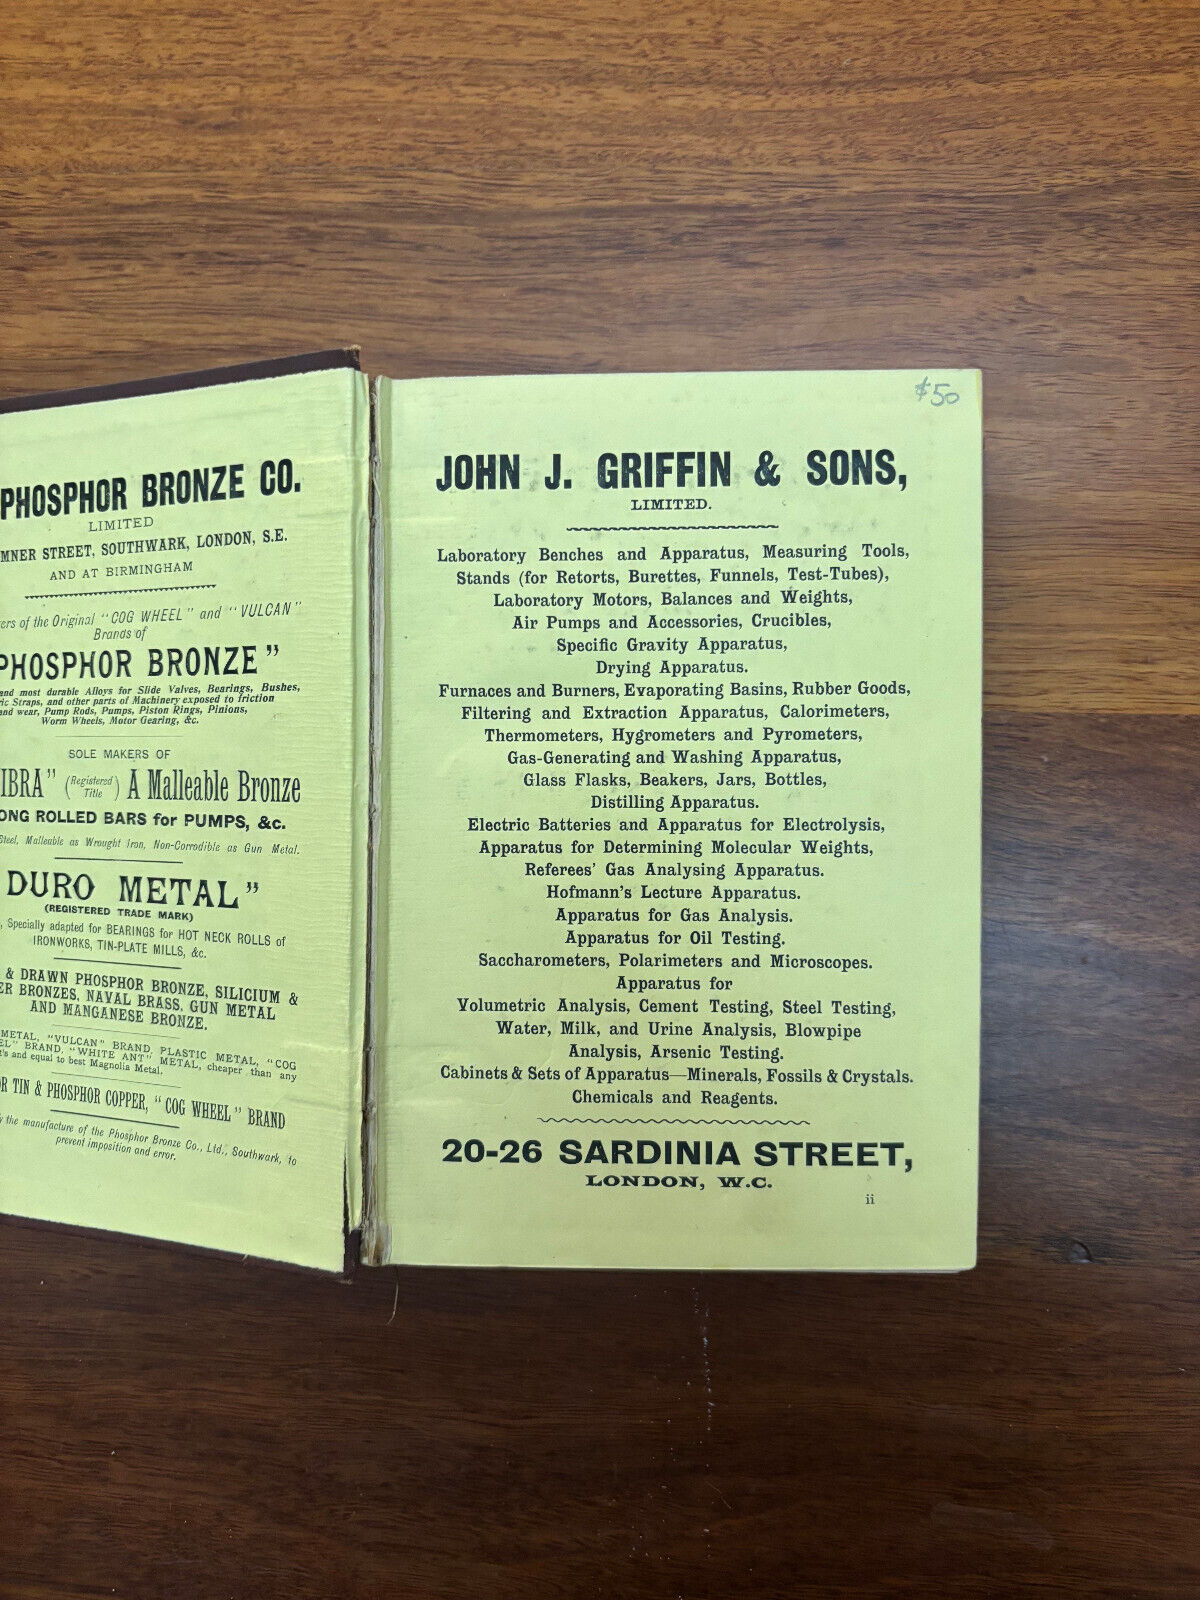 PHOSPHOR BRONZE CO.
LIMITED
STREET, SOUTHWARK, LONDON, S.E.
AND AT BIRMINGHAM
of the Original "COG WHEEL" and "VULCAN"
Brands of
PHOSPHOR BRONZE"
and most durable Alloys for Slide Valves, Bearings, Bushes,
Straps, and other parts of Machinery exposed to friction
and wear, Pump Rods, Pumps, Piston Rings, Pinions,
Worm Wheels, Motor Gearing, &c.
SOLE MAKERS OF
(Registered Title) A Malleable Bronze
ROLLED BARS for PUMPS, &c.
Steel, Malleable as Wrought Iron, Non-Corrodible as Gun Metal.
DURO METAL"
(REGISTERED TRADE MARK)
, Specially adapted for BEARINGS for HOT NECK ROLLS of
IRONWORKS, TIN-PLATE MILLS, &c.
& DRAWN PHOSPHOR BRONZE, SILICIUM &
BRONZES, NAVAL BRASS, GUN METAL
AND MANGANESE BRONZE.
METAL, "VULCAN" BRAND PLASTIC METAL, "COG
BRAND, "WHITE ANT" METAL, cheaper than any
and equal to best Magnolia Metal.
TIN & PHOSPHOR COPPER, "COG WHEEL" BRAND
the manufacture of the Phosphor Bronze Co., Ltd., Southwark, to
prevent imposition and error.
$50
JOHN J. GRIFFIN & SONS,
LIMITED.
Laboratory Benches and Apparatus, Measuring Tools,
Stands (for Retorts, Burettes, Funnels, Test-Tubes),
Laboratory Motors, Balances and Weights,
Air Pumps and Accessories, Crucibles,
Specific Gravity Apparatus,
Drying Apparatus.
Furnaces and Burners, Evaporating Basins, Rubber Goods,
Filtering and Extraction Apparatus, Calorimeters,
Thermometers, Hygrometers and Pyrometers,
Gas-Generating and Washing Apparatus,
Glass Flasks, Beakers, Jars, Bottles,
Distilling Apparatus.
Electric Batteries and Apparatus for Electrolysis,
Apparatus for Determining Molecular Weights,
Referees' Gas Analysing Apparatus.
Hofmann's Lecture Apparatus.
Apparatus for Gas Analysis.
Apparatus for Oil Testing.
Saccharometers, Polarimeters and Microscopes.
Apparatus for
Volumetric Analysis, Cement Testing, Steel Testing,
Water, Milk, and Urine Analysis, Blowpipe
Analysis, Arsenic Testing.
Cabinets & Sets of Apparatus—Minerals, Fossils & Crystals.
Chemicals and Reagents.
20-26 SARDINIA STREET,
LONDON, W.C.
ii